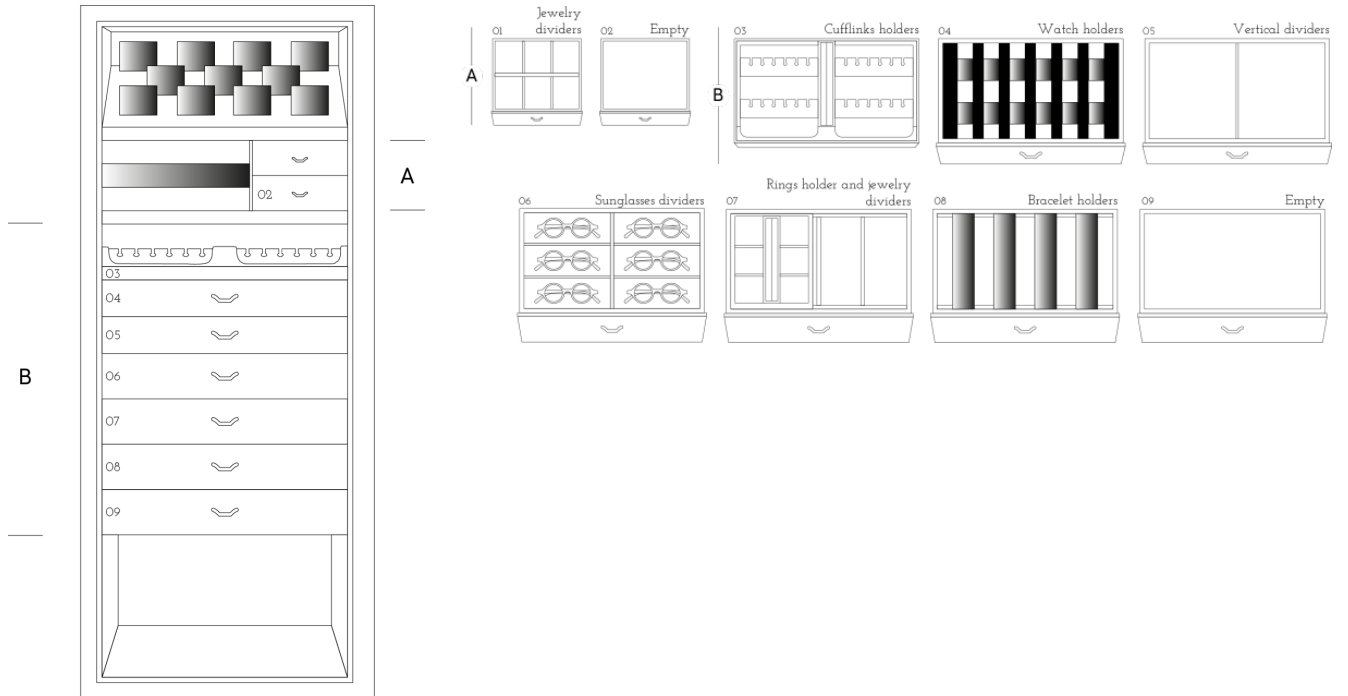 A
02
B
03
04
05
06
07
08
09
A
01
Jewelry
dividers
02
Empty
B
03
Cufflinks holders
04
Watch holders
05
Vertical dividers
06
Sunglasses dividers
07
Rings holder and jewelry
dividers
08
Bracelet holders
09
Empty